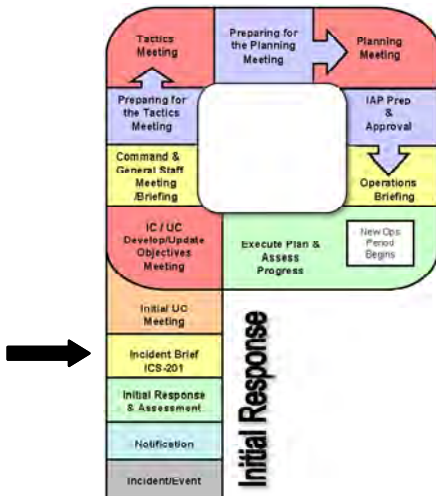 Tactics
Meeting
Preparing for
the Planning
Meeting
Planning
Meeting
Preparing for
the Tactics
Meeting
IAP Prep
&
Approval
Command &
General Staff
Meeting
/Briefing
Operations
Briefing
IC / UC
Develop/Update
Objectives
Meeting
Execute Plan &
Assess
Progress
New Ops
Period
Begins
Initial UC
Meeting
Incident Brief
ICS-201
Initial Response
& Assessment
Notification
Incident/Event
Initial Response